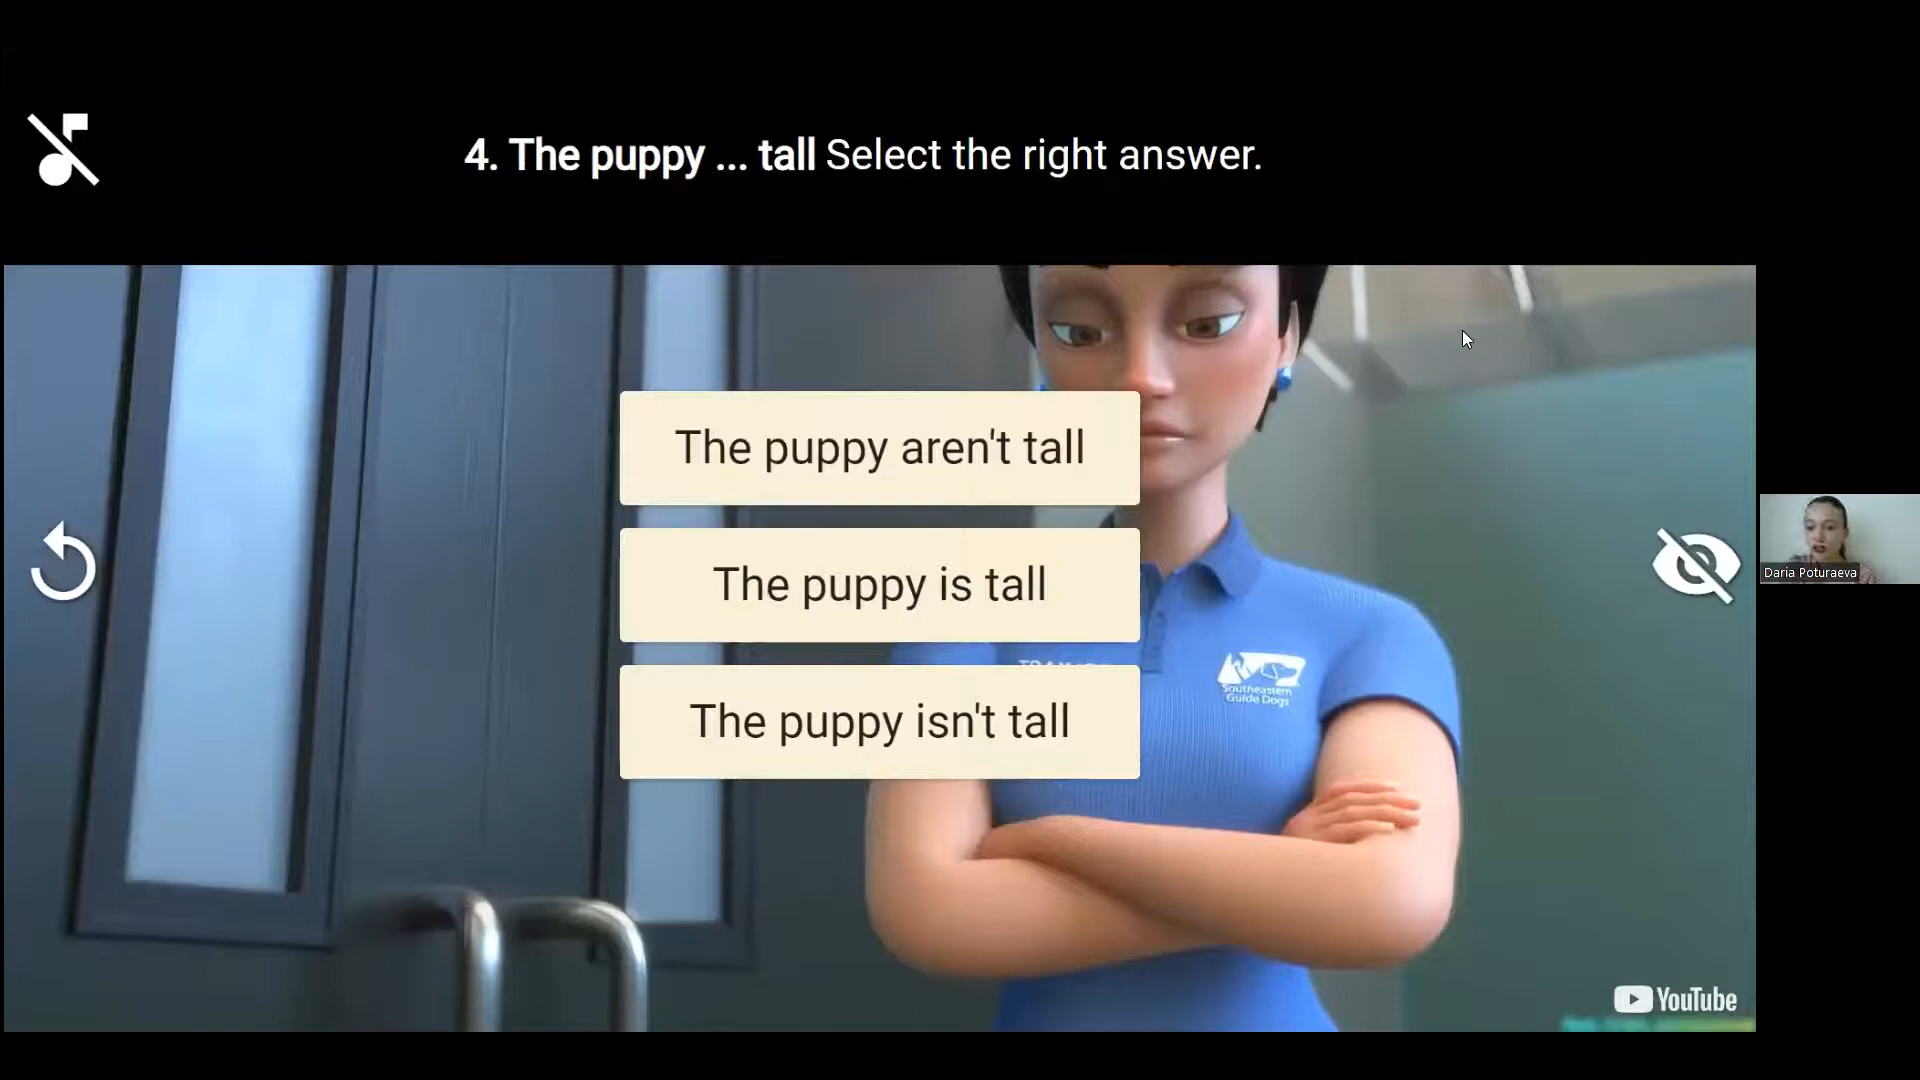 4. The puppy ... tall Select the right answer.
The puppy aren't tall
The puppy is tall
The puppy isn't tall
Southeastern
Guide Dogs
Daria Poturaeva
YouTube